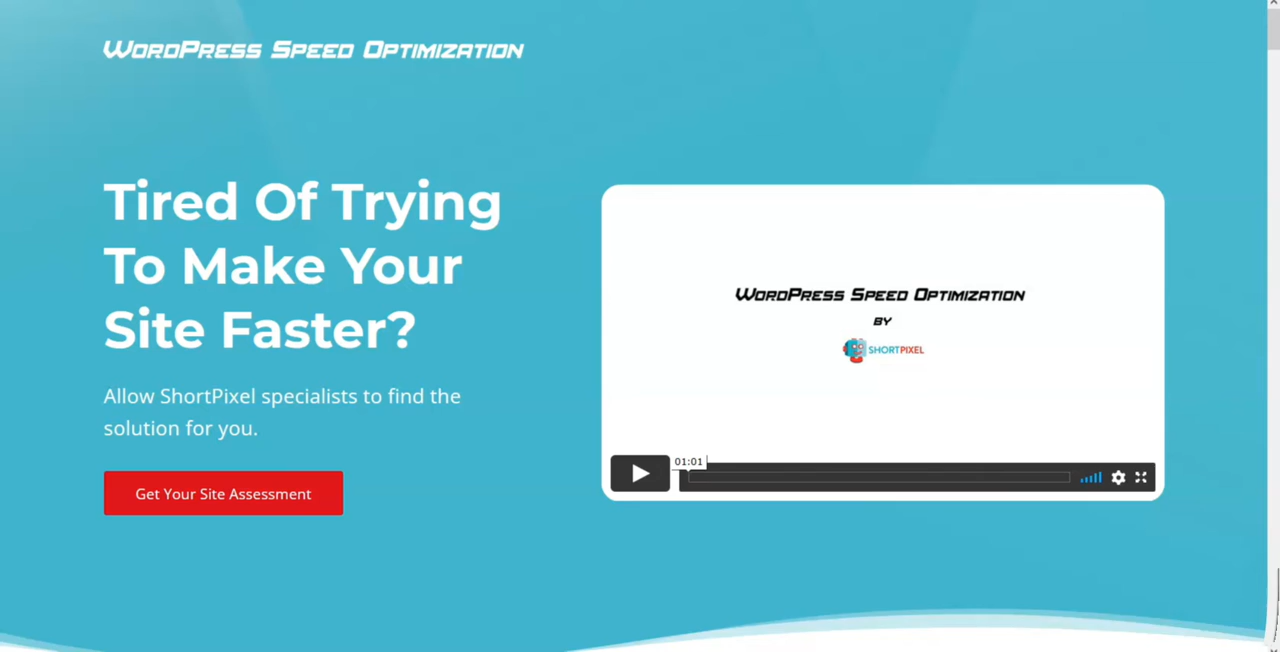 WordPress Speed Optimization
Tired Of Trying
To Make Your
Site Faster?
Allow ShortPixel specialists to find the
solution for you.
Get Your Site Assessment
WordPress Speed Optimization
by
SHORTPIXEL
01:01